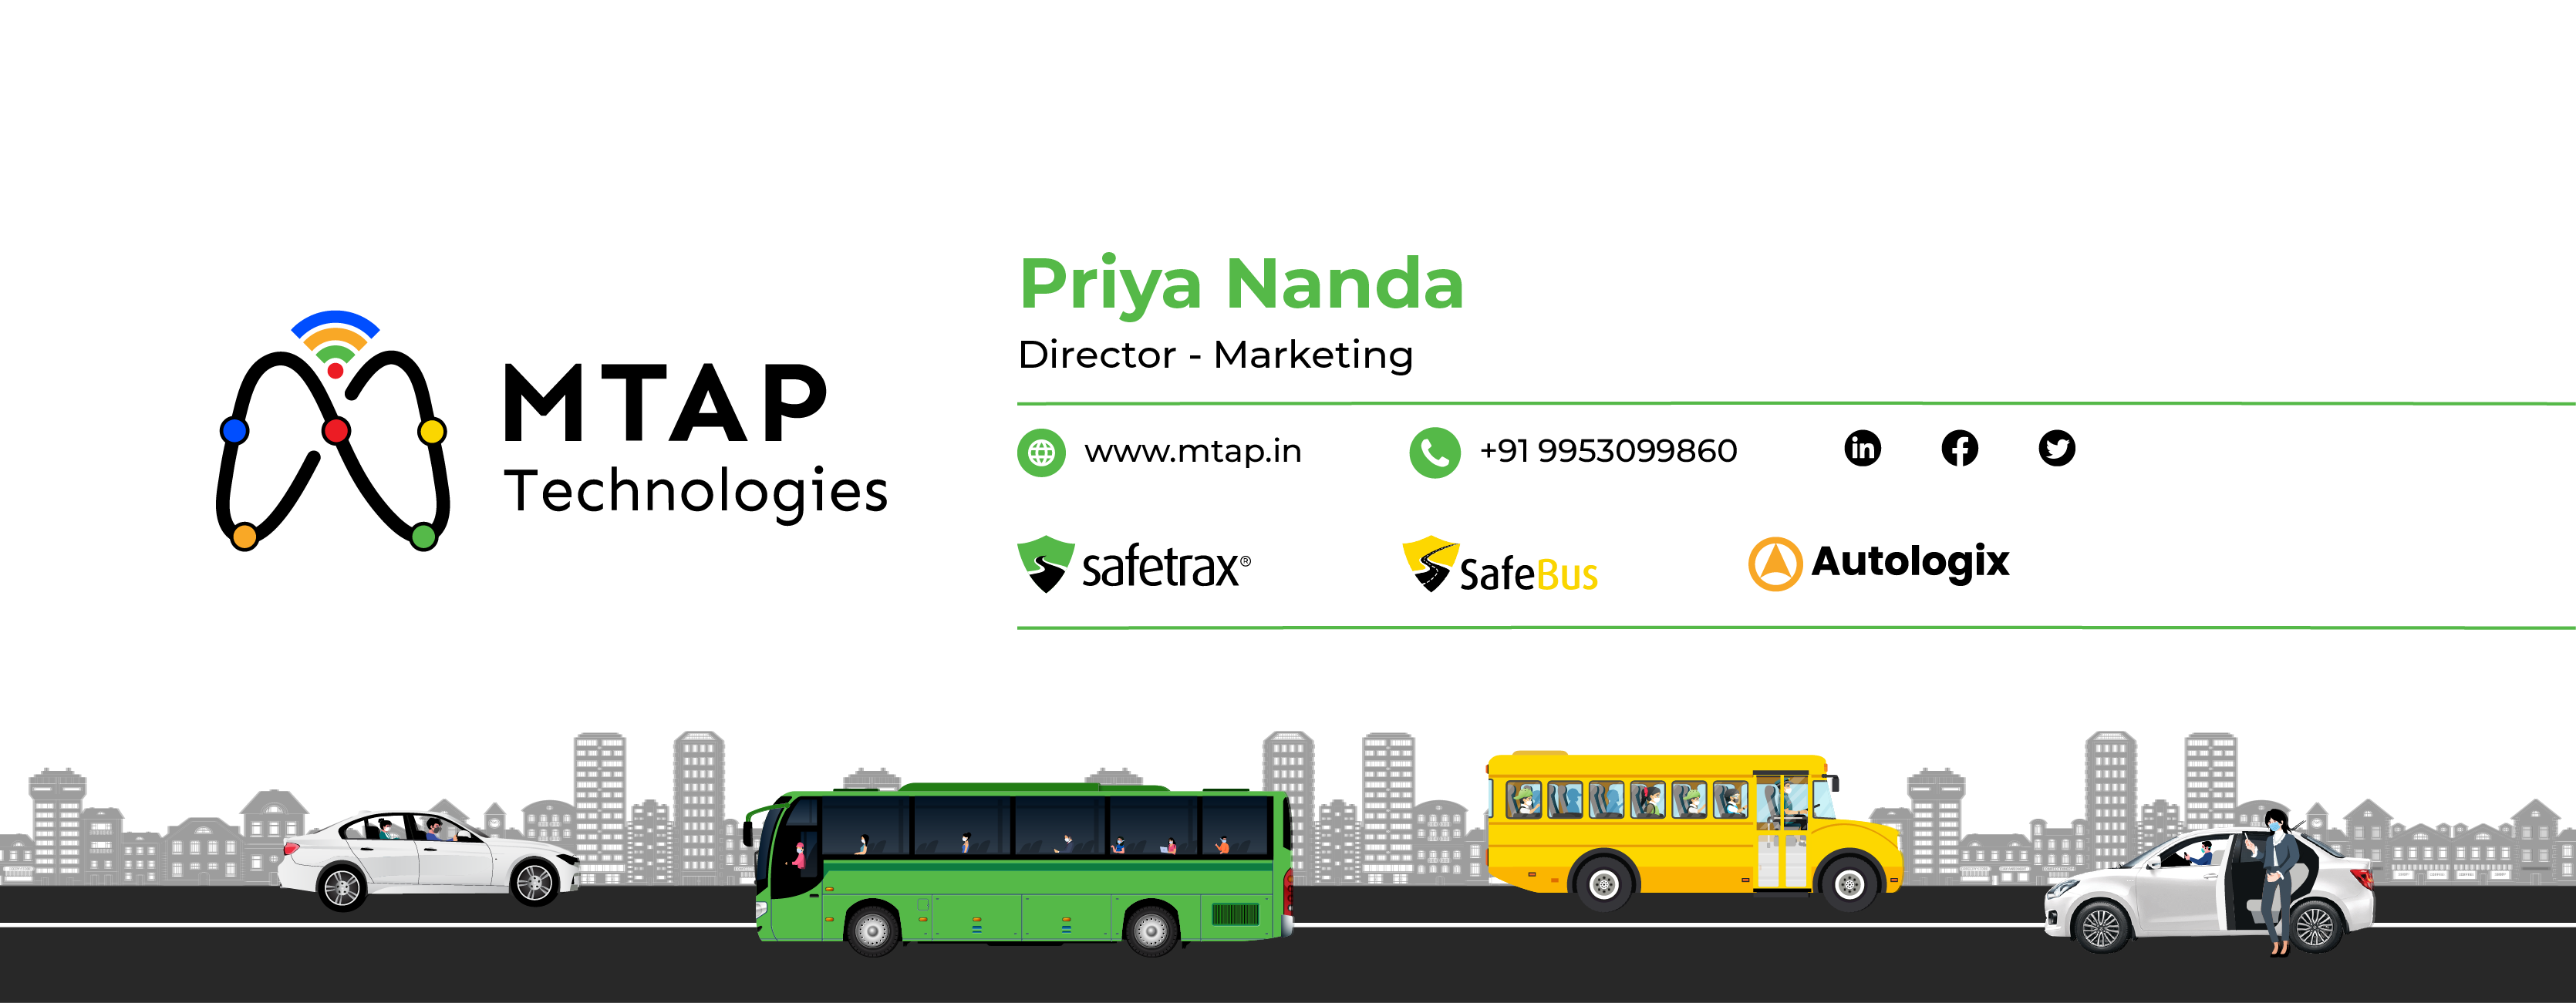 MTAP
Technologies
Priya Nanda
Director - Marketing
www.mtap.in
+91 9953099860
safetrax®
SafeBus
Autologix